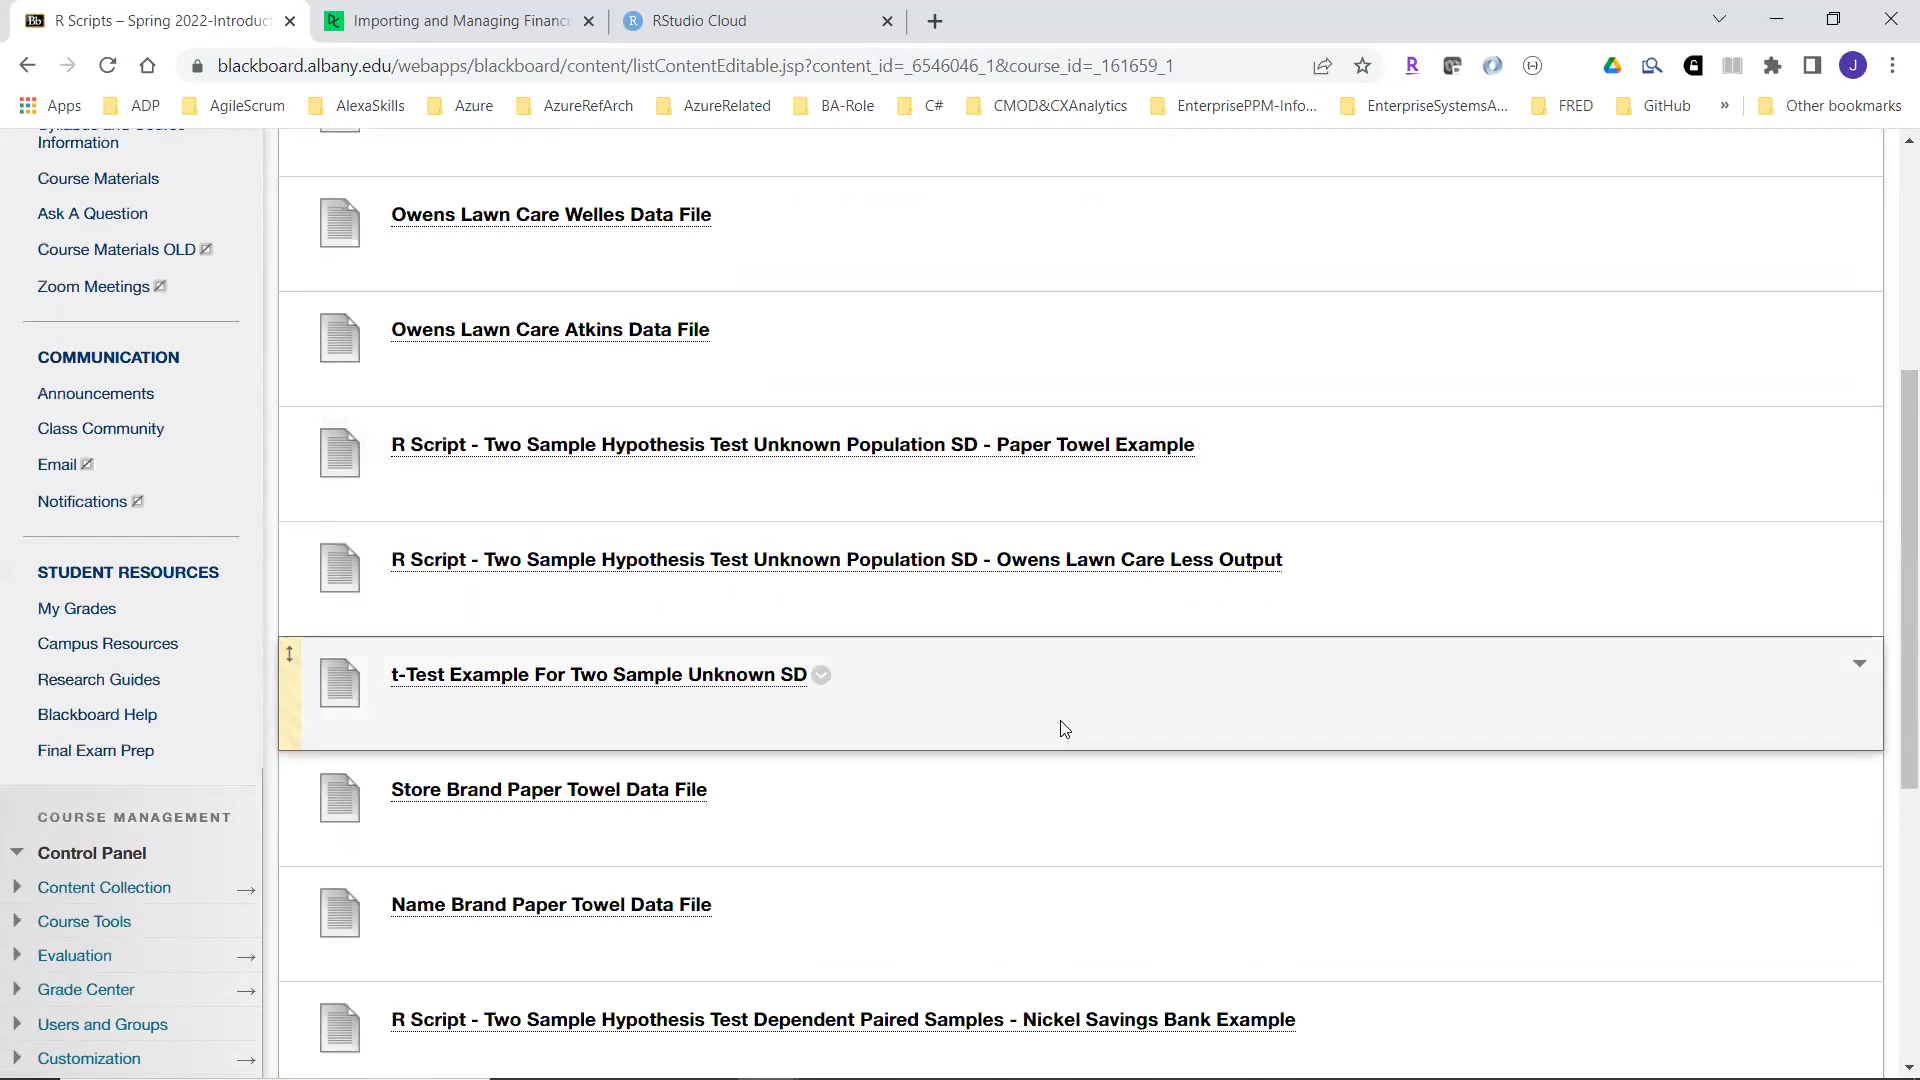 R Scripts – Spring 2022-Introduct
Importing and Managing Financi
RStudio Cloud
blackboard.albany.edu/webapps/blackboard/content/listContentEditable.jsp?content_id=_6546046_1&course_id=_161659_1
Apps
ADP
AgileScrum
AlexaSkills
Azure
AzureRefArch
AzureRelated
BA-Role
C#
CMOD&CXAnalytics
EnterprisePPM-Info...
EnterpriseSystemsA...
FRED
GitHub
»
Other bookmarks
Syllabus and Course
Information
Course Materials
Ask A Question
Course Materials OLD
Zoom Meetings
COMMUNICATION
Announcements
Class Community
Email
Notifications
STUDENT RESOURCES
My Grades
Campus Resources
Research Guides
Blackboard Help
Final Exam Prep
COURSE MANAGEMENT
Control Panel
Content Collection
Course Tools
Evaluation
Grade Center
Users and Groups
Customization
Owens Lawn Care Welles Data File
Owens Lawn Care Atkins Data File
R Script - Two Sample Hypothesis Test Unknown Population SD - Paper Towel Example
R Script - Two Sample Hypothesis Test Unknown Population SD - Owens Lawn Care Less Output
t-Test Example For Two Sample Unknown SD
Store Brand Paper Towel Data File
Name Brand Paper Towel Data File
R Script - Two Sample Hypothesis Test Dependent Paired Samples - Nickel Savings Bank Example